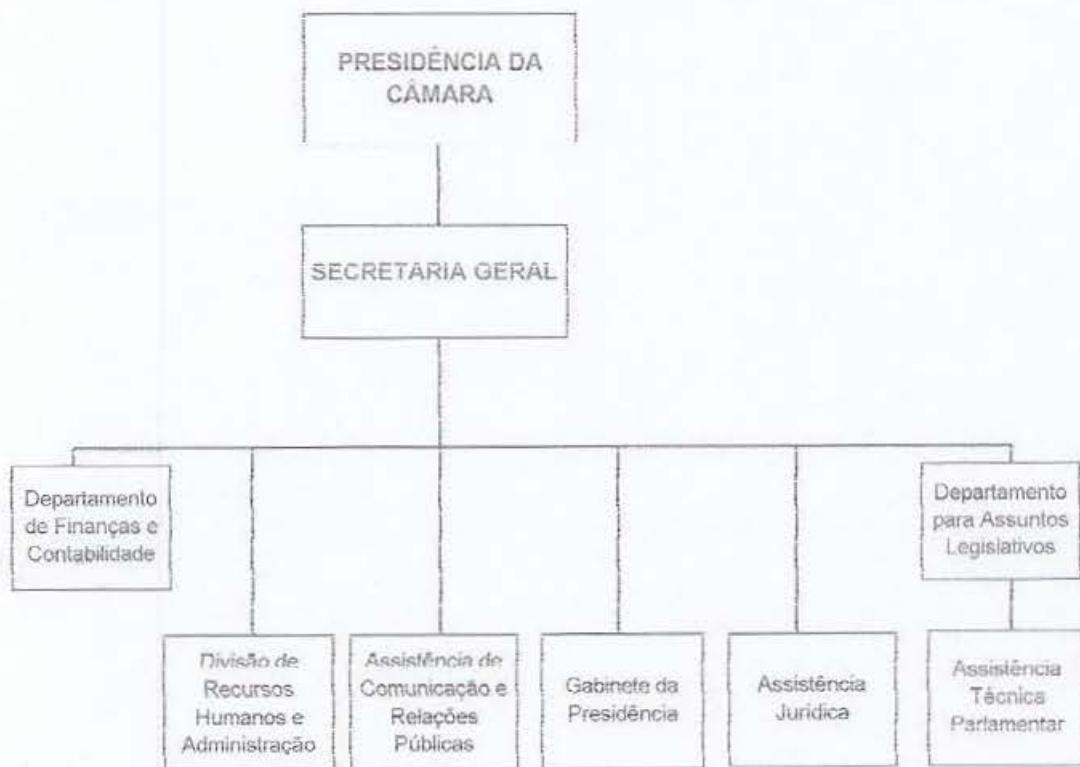 PRESIDÊNCIA DA
CÂMARA
SECRETARIA GERAL
Departamento
de Finanças e
Contabilidade
Departamento
para Assuntos
Legislativos
Divisão de
Recursos
Humanos e
Administração
Assistência de
Comunicação e
Relações
Públicas
Gabinete da
Presidência
Assistência
Jurídica
Assistência
Técnica
Parlamentar